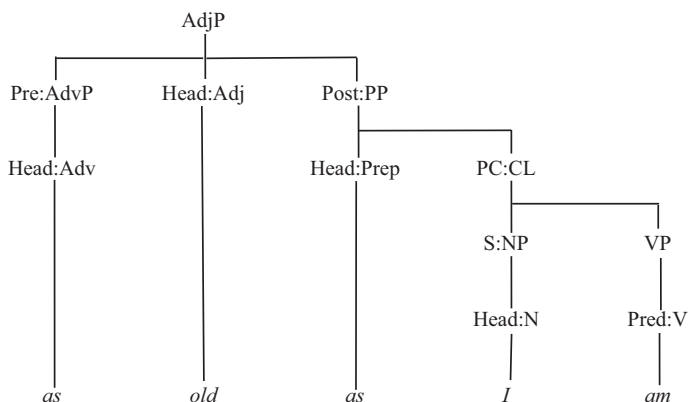 AdjP
Pre:AdvP Head:Adj Post:PP
Head:Adv Head:Prep PC:CL
S:NP VP
Head:N Pred:V
as old as I am